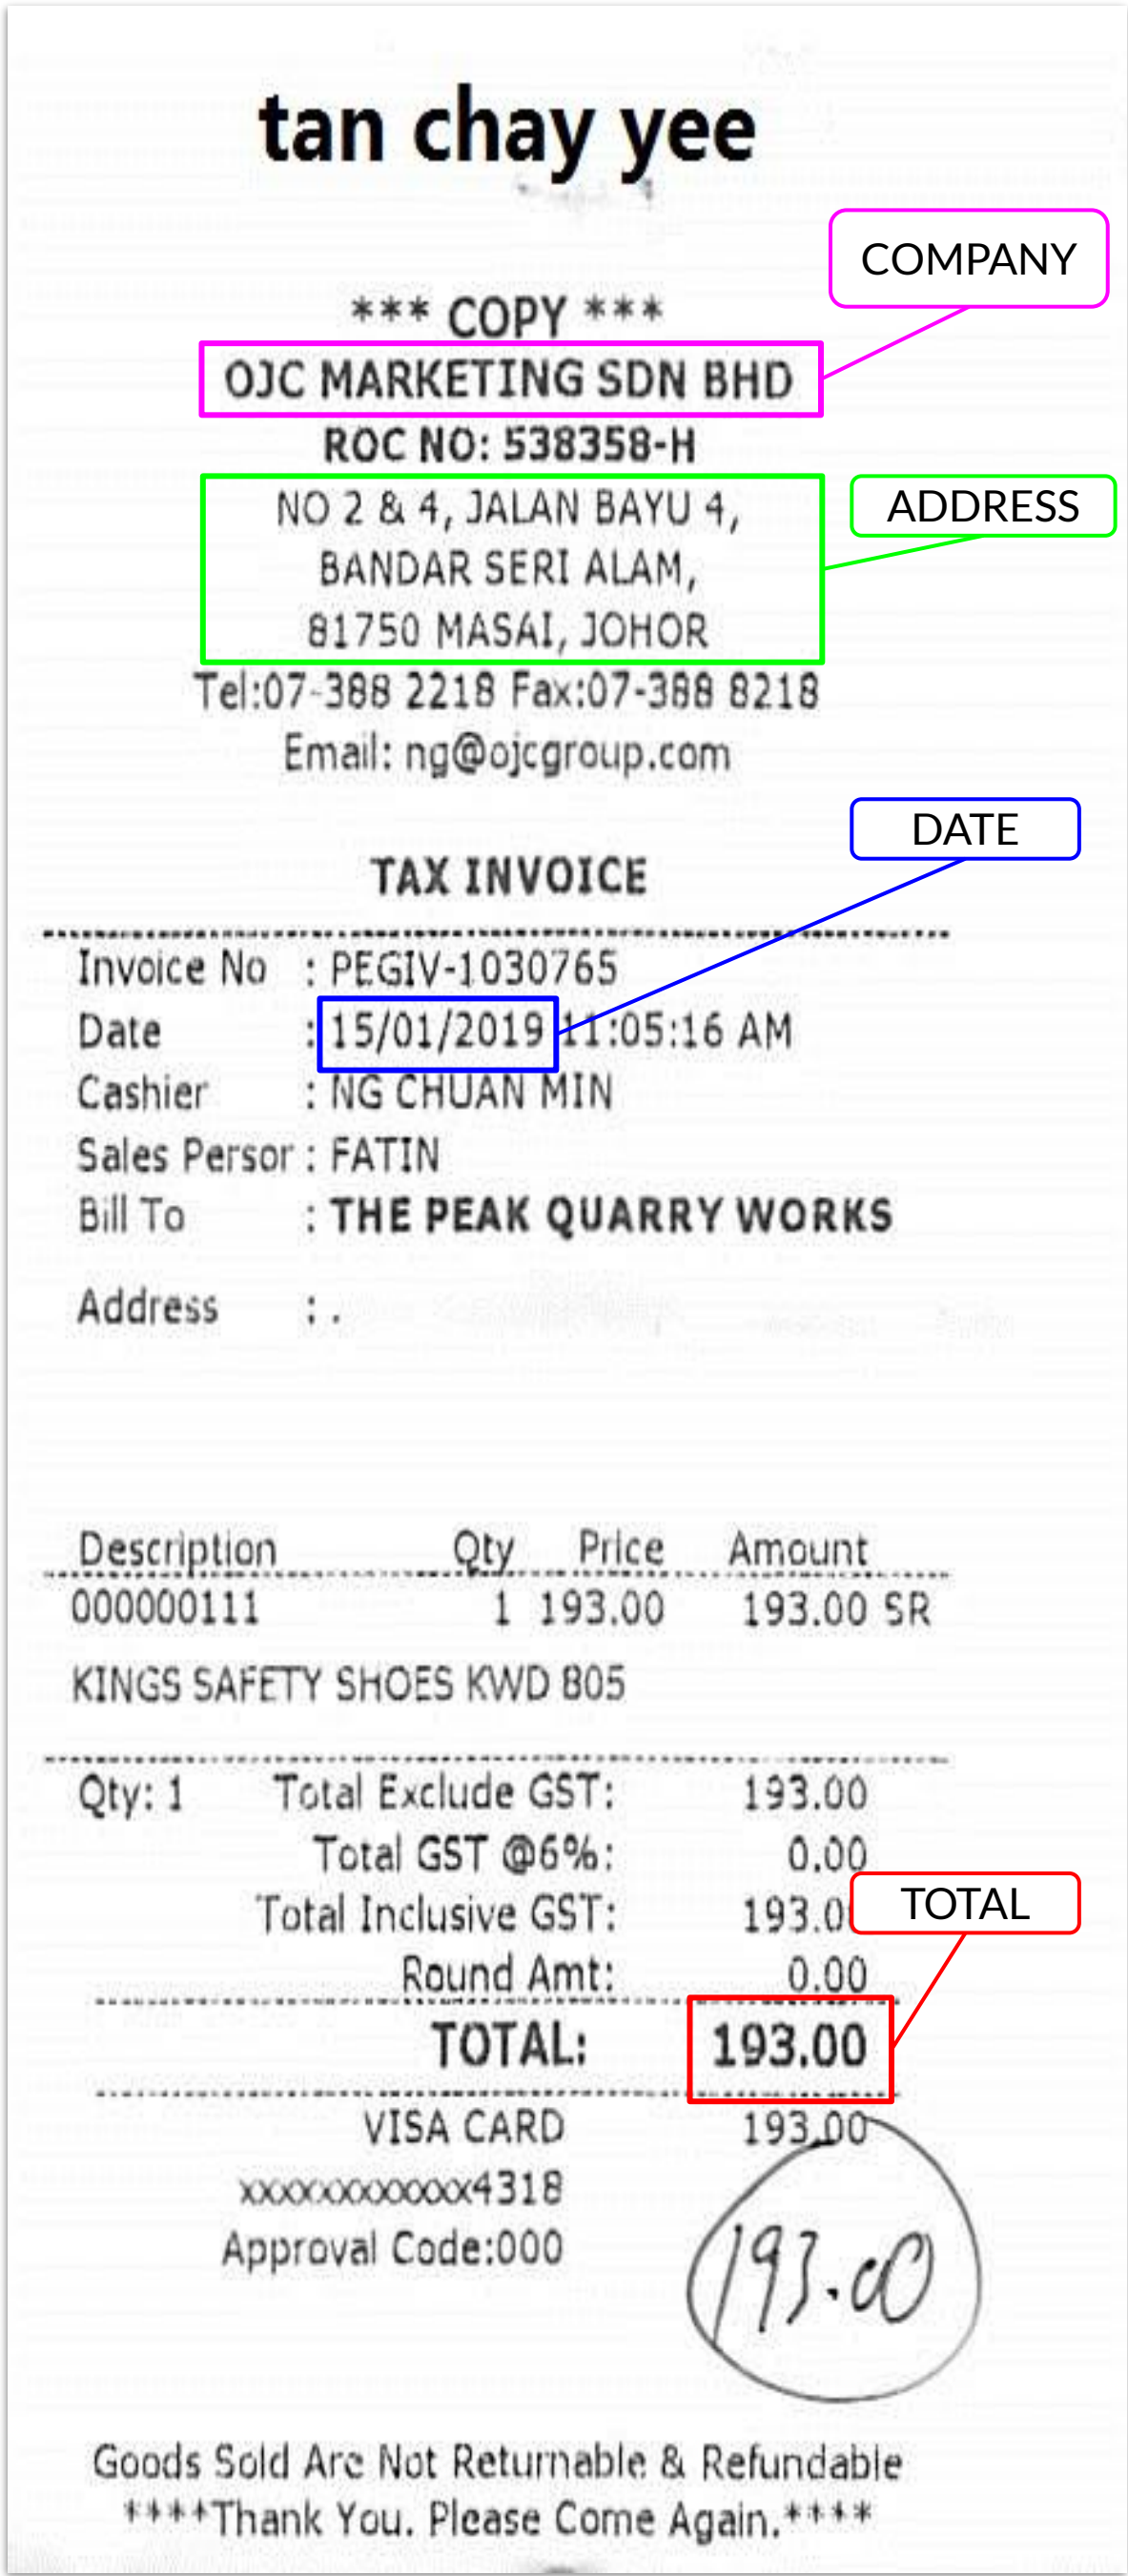 tan chay yee
COMPANY
*** COPY ***
OJC MARKETING SDN BHD
ROC NO: 538358-H
ADDRESS
NO 2 & 4, JALAN BAYU 4,
BANDAR SERI ALAM,
81750 MASAI, JOHOR
Tel:07-388 2218 Fax:07-388 8218
Email: ng@ojcgroup.com
DATE
TAX INVOICE
Invoice No : PEGIV-1030765
Date : 15/01/2019 11:05:16 AM
Cashier : NG CHUAN MIN
Sales Persor : FATIN
Bill To : THE PEAK QUARRY WORKS
Address : .
Description Qty Price Amount
000000111 1 193.00 193.00 SR
KINGS SAFETY SHOES KWD 805
Qty: 1 Total Exclude GST: 193.00
Total GST @6%: 0.00
Total Inclusive GST: 193.0
TOTAL
Round Amt: 0.00
TOTAL: 193.00
VISA CARD 193.00
xxxxxxxxxxxx4318
Approval Code:000
193.00
Goods Sold Are Not Returnable & Refundable
****Thank You. Please Come Again.****